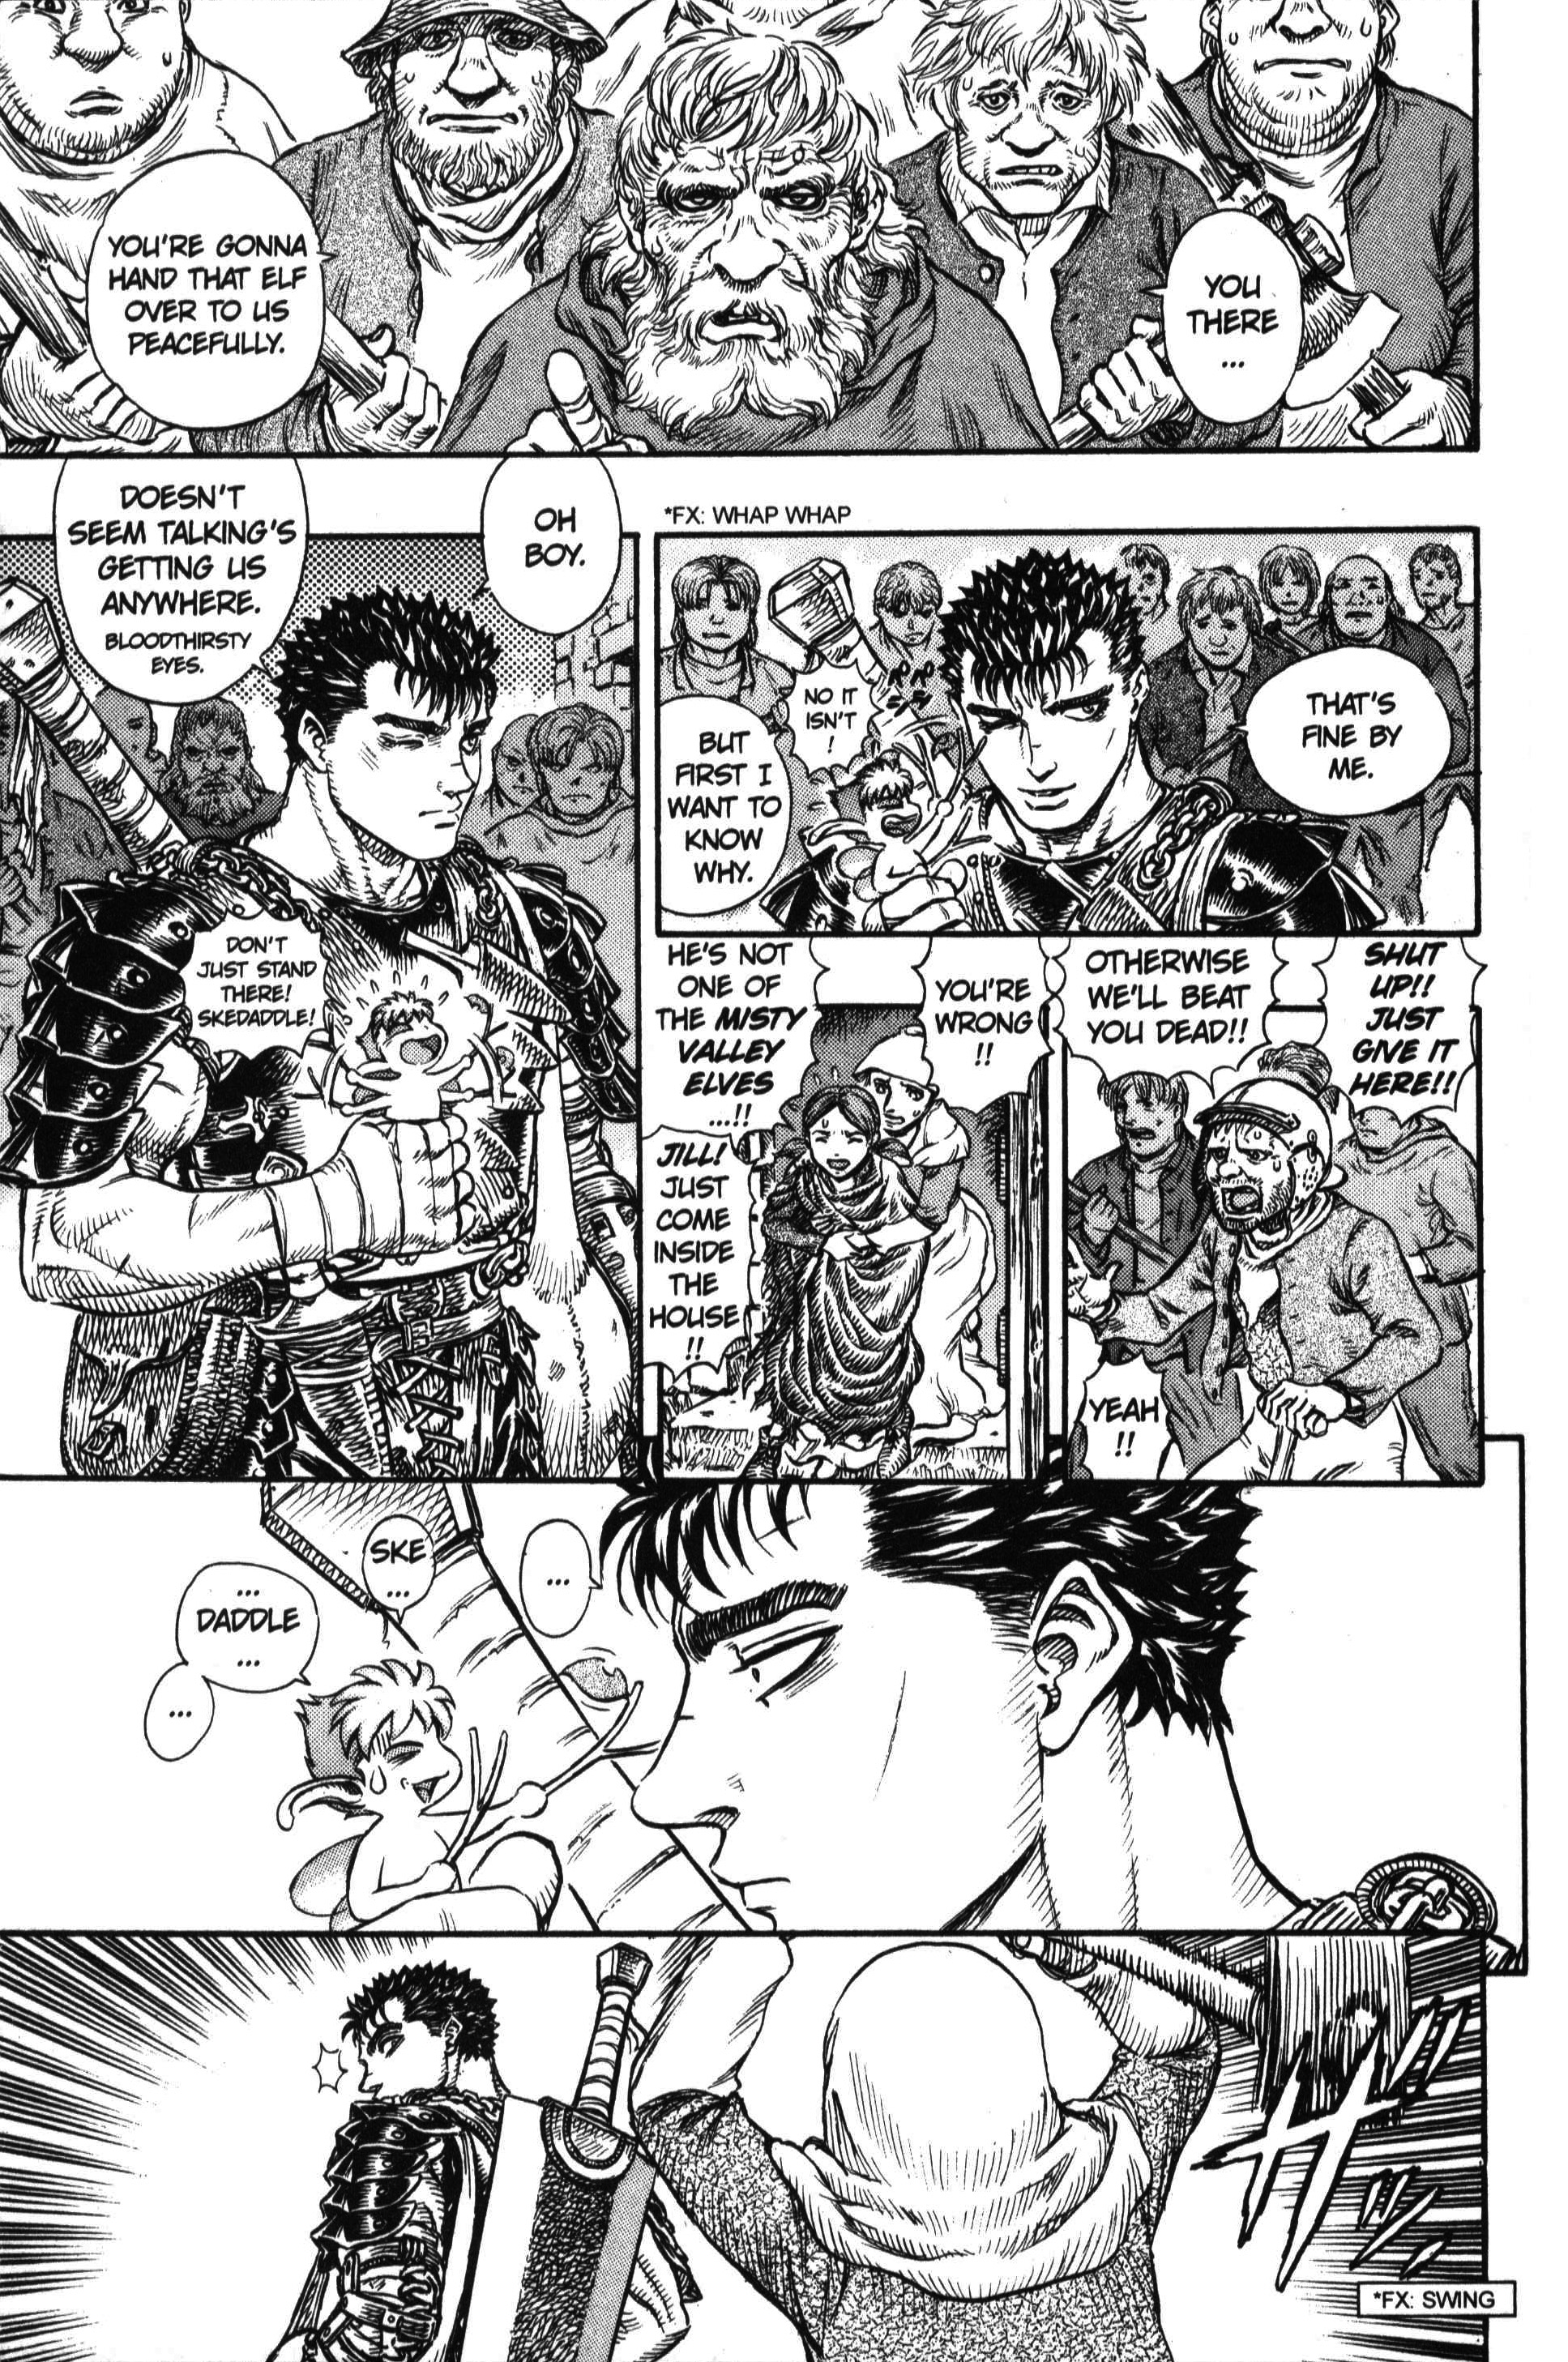 YOU
THERE
...
YOU'RE GONNA
HAND THAT ELF
OVER TO US
PEACEFULLY.
*FX: WHAP WHAP
THAT'S
FINE BY
ME.
NO IT
ISN'T
!
パパ
BUT
FIRST I
WANT TO
KNOW
WHY.
SHUT
UP!!
JUST
GIVE IT
HERE!!
OTHERWISE
WE'LL BEAT
YOU DEAD!!
YEAH
!!
YOU'RE
WRONG
!!
HE'S NOT
ONE OF
THE MISTY
VALLEY
ELVES
...!!
JILL!
JUST
COME
INSIDE
THE
HOUSE
!!
OH
BOY.
DOESN'T
SEEM TALKING'S
GETTING US
ANYWHERE.
BLOODTHIRSTY
EYES.
DON'T
JUST STAND
THERE!
SKEDADDLE!
...
SKE
...
...
DADDLE
...
...
ザッ
*FX: SWING